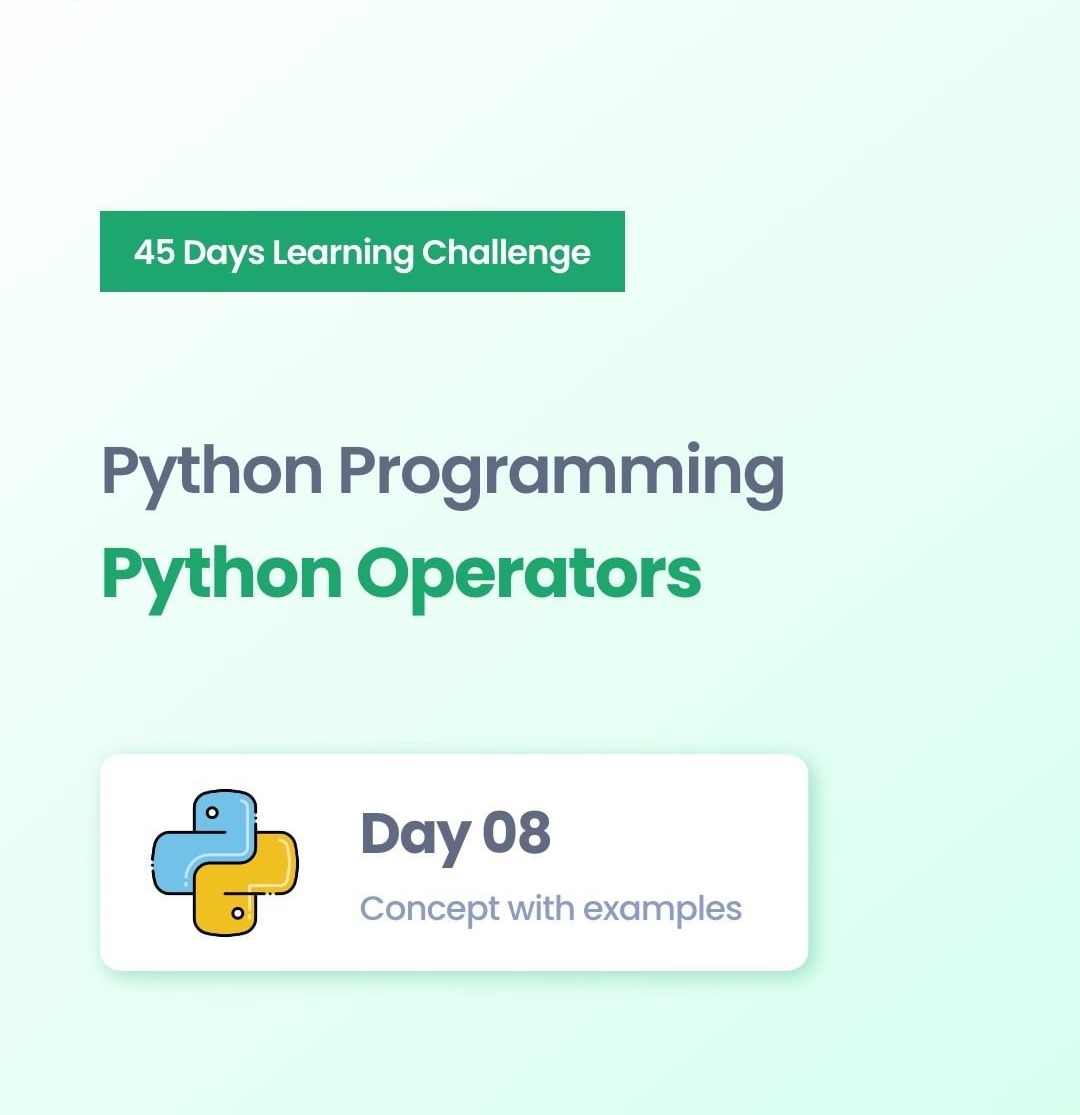 45 Days Learning Challenge
Python Programming
Python Operators
Day 08
Concept with examples